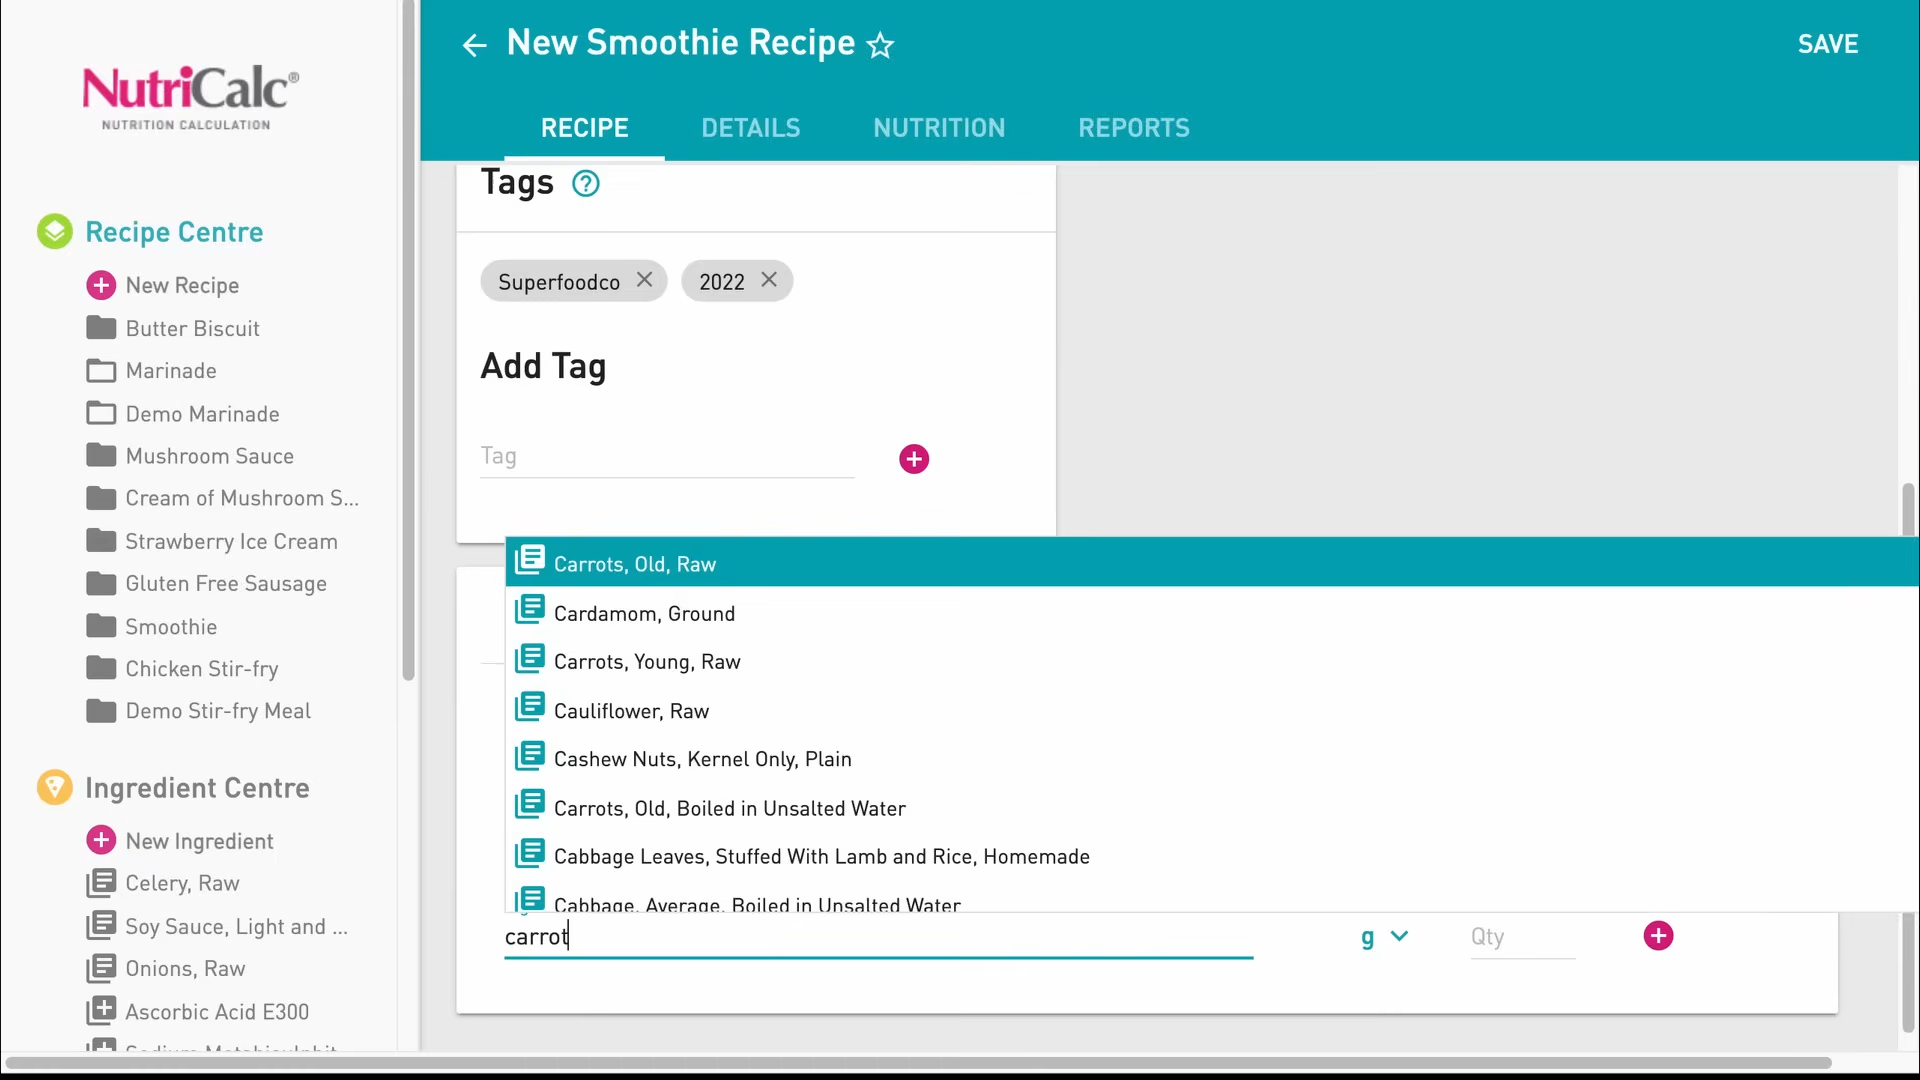 NutriCalc®
NUTRITION CALCULATION
Recipe Centre
New Recipe
Butter Biscuit
Marinade
Demo Marinade
Mushroom Sauce
Cream of Mushroom S...
Strawberry Ice Cream
Gluten Free Sausage
Smoothie
Chicken Stir-fry
Demo Stir-fry Meal
Ingredient Centre
New Ingredient
Celery, Raw
Soy Sauce, Light and ...
Onions, Raw
Ascorbic Acid E300
New Smoothie Recipe
SAVE
RECIPE DETAILS NUTRITION REPORTS
Tags ?
Superfoodco 2022
Add Tag
Tag
Carrots, Old, Raw
Cardamom, Ground
Carrots, Young, Raw
Cauliflower, Raw
Cashew Nuts, Kernel Only, Plain
Carrots, Old, Boiled in Unsalted Water
Cabbage Leaves, Stuffed With Lamb and Rice, Homemade
Cabbage, Average, Boiled in Unsalted Water
carrot g Qty